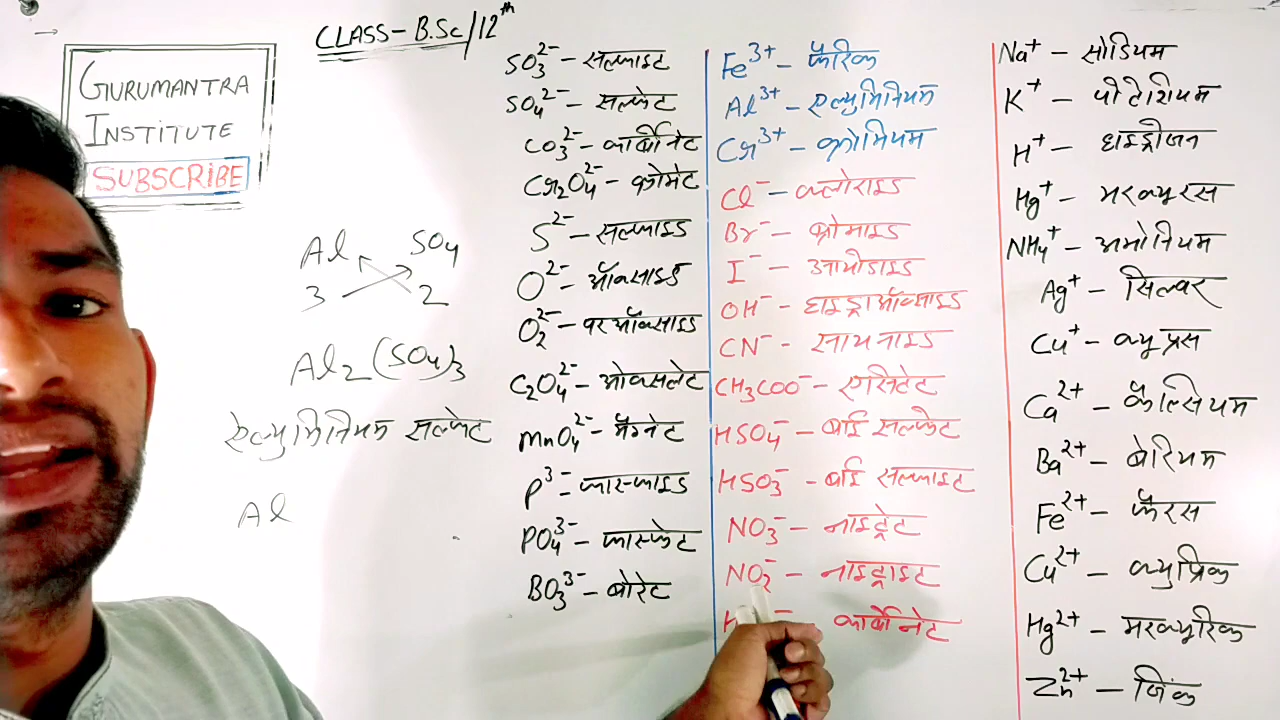 CLASS- B.Sc/12th
GURUMANTRA
INSTITUTE
SUBSCRIBE
Al SO4
3 2
Al2(SO4)3
एल्युमिनियम सल्फेट
Al
SO3^2- – सल्फाइट
SO4^2- – सल्फेट
CO3^2- – कार्बोनेट
Cr2O4^2- – क्रोमेट
S^2- – सल्फाइड
O^2- – ऑक्साइड
O2^2- – परऑक्साइड
C2O4^2- – ओक्सलेट
MnO4^2- – मैंग्नेट
P^3- – फास्फाइड
PO4^3- – फास्फेट
BO3^3- – बोरेट
Fe^3+ – फैरिक
Al^3+ – एल्युमिनियम
Cr^3+ – क्रोमियम
Cl^- – क्लोराइड
Br^- – ब्रोमाइड
I^- – आयोडाइड
OH^- – हाइड्राऑक्साइड
CN^- – सायनाइड
CH3COO^- – एसिटेट
HSO4^- – बाई सल्फेट
HSO3^- – बाई सल्फाइट
NO3^- – नाइट्रेट
NO2^- – नाइट्राइट
कार्बोनेट
Na^+ – सोडियम
K^+ – पोटेशियम
H^+ – हाइड्रोजन
Hg^+ – मरक्यूरस
NH4^+ – अमोनियम
Ag^+ – सिल्वर
Cu^+ – क्यूप्रस
Ca^2+ – कैल्सियम
Ba^2+ – बेरियम
Fe^2+ – फैरस
Cu^2+ – क्युप्रिक
Hg^2+ – मरक्यूरिक
Zn^2+ – जिंक